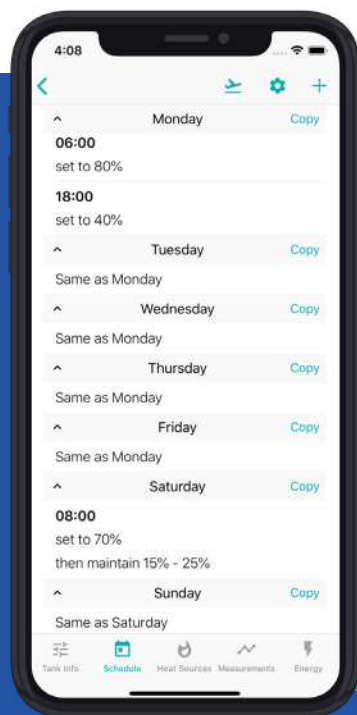 4:08
Monday Copy
06:00
set to 80%
18:00
set to 40%
Tuesday Copy
Same as Monday
Wednesday Copy
Same as Monday
Thursday Copy
Same as Monday
Friday Copy
Same as Monday
Saturday Copy
08:00
set to 70%
then maintain 15% - 25%
Sunday Copy
Same as Saturday
Tank Info Schedule Heat Sources Measurements Energy